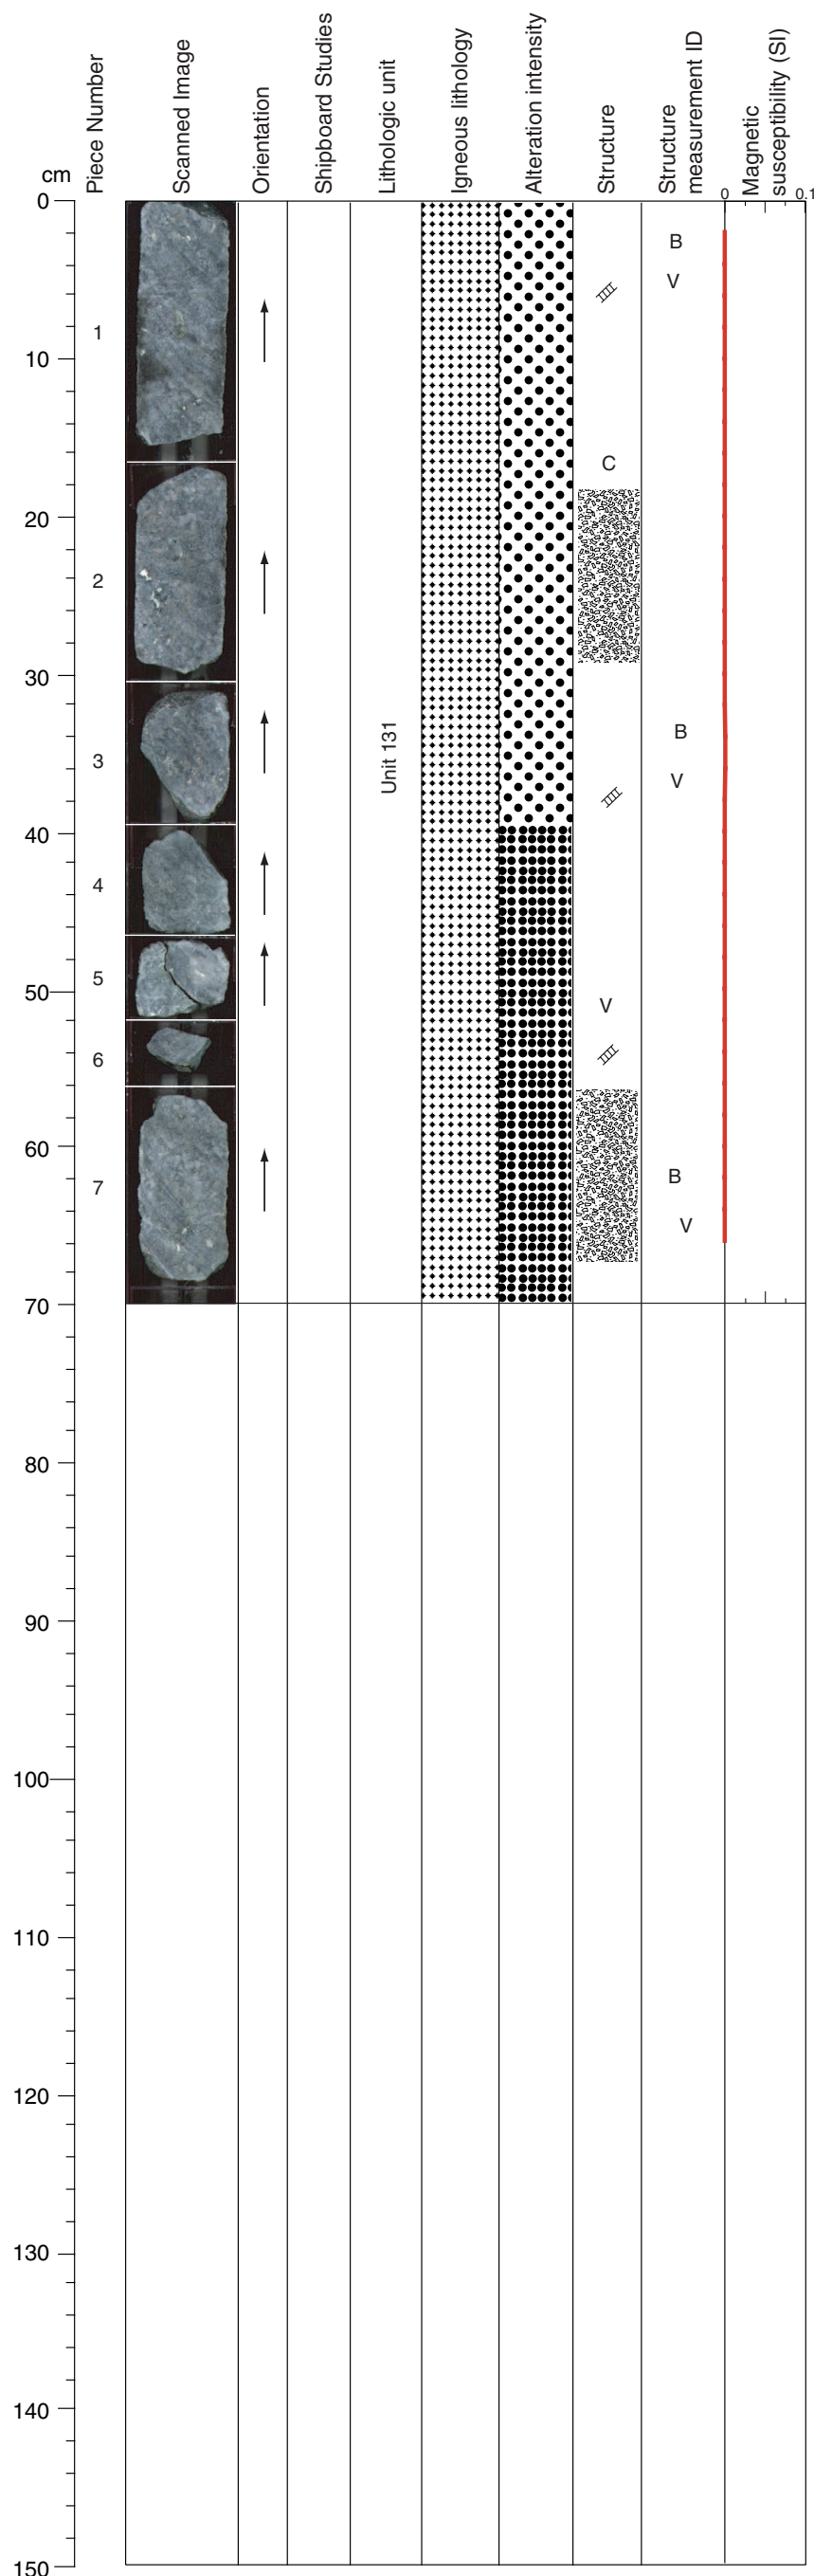 cm
Piece Number
Scanned Image
Orientation
Shipboard Studies
Lithologic unit
Igneous lithology
Alteration intensity
Structure
Structure
measurement ID
Magnetic
susceptibility (SI)
0 0.1
0
B
V
1
10
C
20
2
30
B
Unit 131
3
V
40
4
5
50
V
6
60
B
7
V
70
80
90
100
110
120
130
140
150